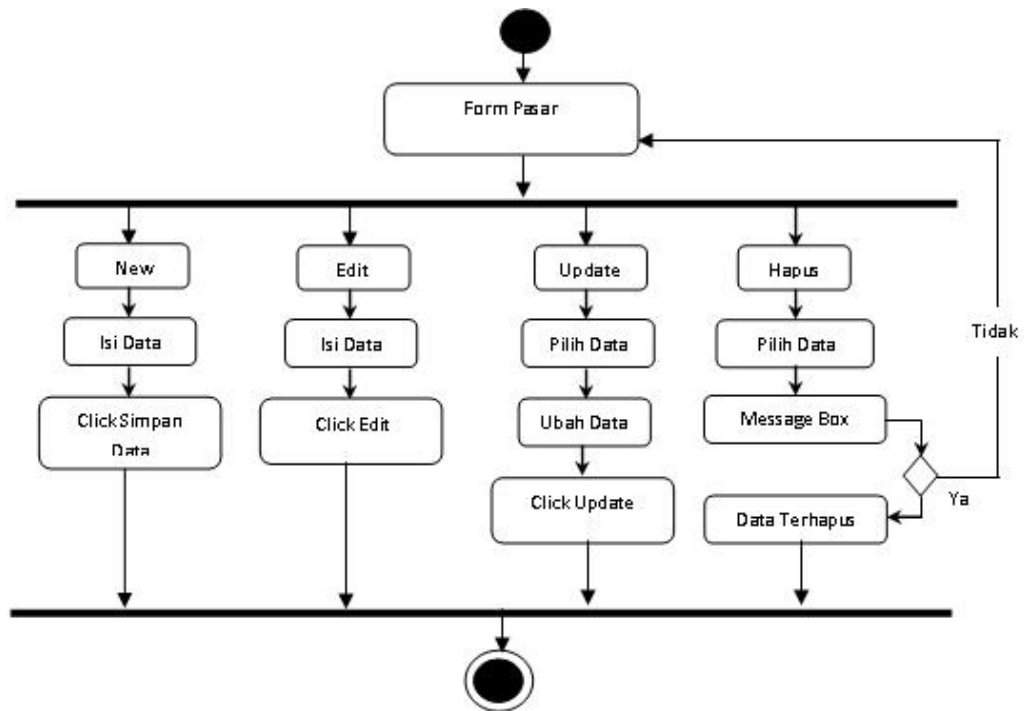 Form Pasar
New
Edit
Update
Hapus
Isi Data
Isi Data
Pilih Data
Pilih Data
Tidak
Click Simpan
Data
Click Edit
Ubah Data
Message Box
Click Update
Ya
Data Terhapus